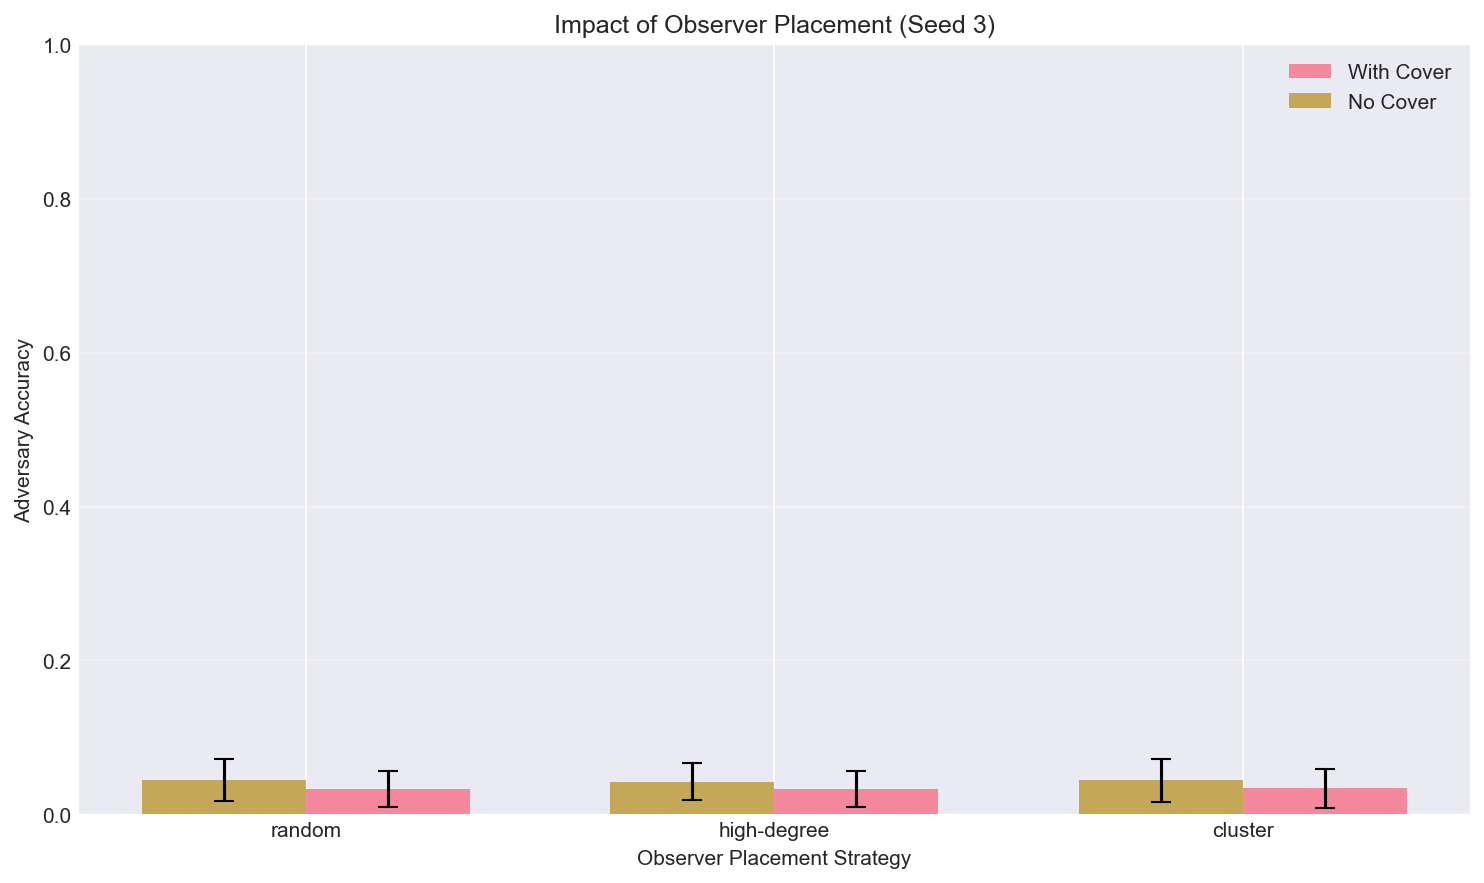 Impact of Observer Placement (Seed 3)
With Cover
No Cover
1.0
0.8
0.6
0.4
0.2
0.0
Adversary Accuracy
random
high-degree
cluster
Observer Placement Strategy